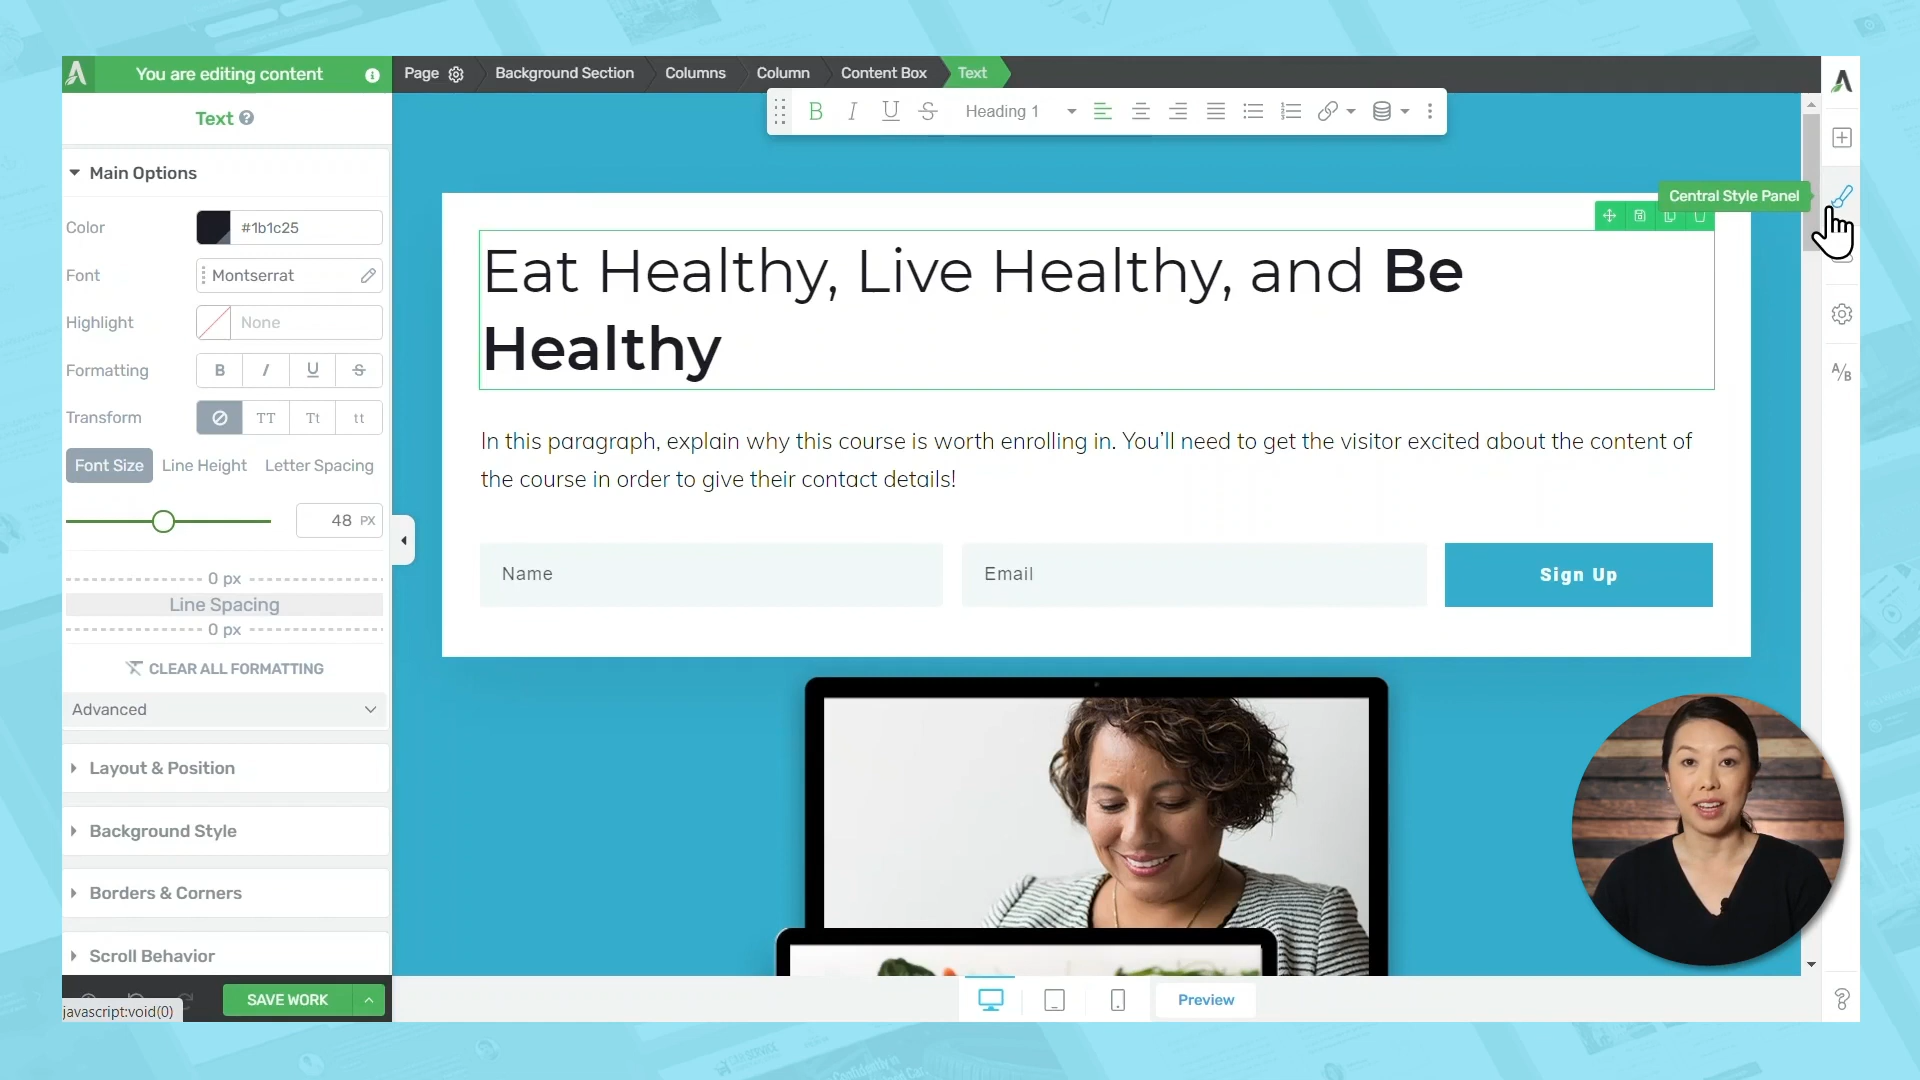 You are editing content
Page
Background Section
Columns
Column
Content Box
Text
Text
Heading 1
Central Style Panel
Main Options
Color
#1b1c25
Font
Montserrat
Highlight
None
Formatting
B
I
U
S
Transform
TT
Tt
tt
Font Size
Line Height
Letter Spacing
48 PX
0 px
Line Spacing
0 px
CLEAR ALL FORMATTING
Advanced
Layout & Position
Background Style
Borders & Corners
Scroll Behavior
SAVE WORK
javascript:void(0)
Eat Healthy, Live Healthy, and Be
Healthy
In this paragraph, explain why this course is worth enrolling in. You’ll need to get the visitor excited about the content of
the course in order to give their contact details!
Name
Email
Sign Up
A/B
Preview